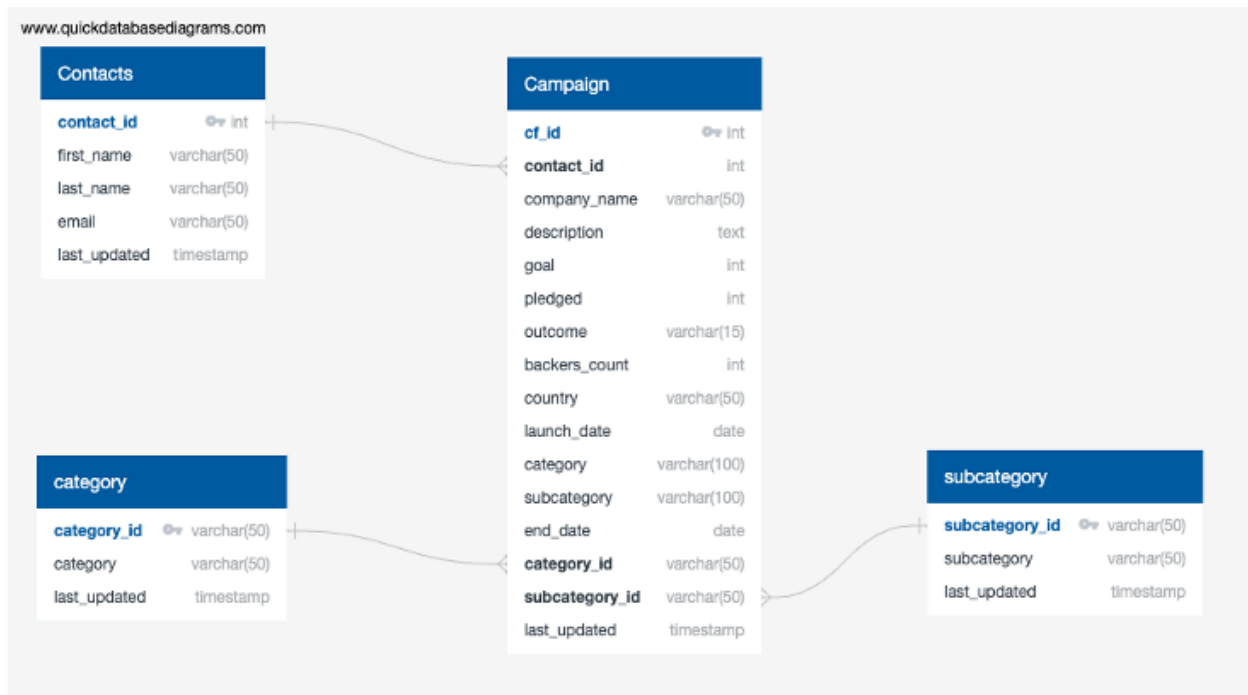 www.quickdatabasediagrams.com
Contacts
contact_id int
first_name varchar(50)
last_name varchar(50)
email varchar(50)
last_updated timestamp
Campaign
cf_id int
contact_id int
company_name varchar(50)
description text
goal int
pledged int
outcome varchar(15)
backers_count int
country varchar(50)
launch_date date
category varchar(100)
subcategory varchar(100)
end_date date
category_id varchar(50)
subcategory_id varchar(50)
last_updated timestamp
category
category_id varchar(50)
category varchar(50)
last_updated timestamp
subcategory
subcategory_id varchar(50)
subcategory varchar(50)
last_updated timestamp